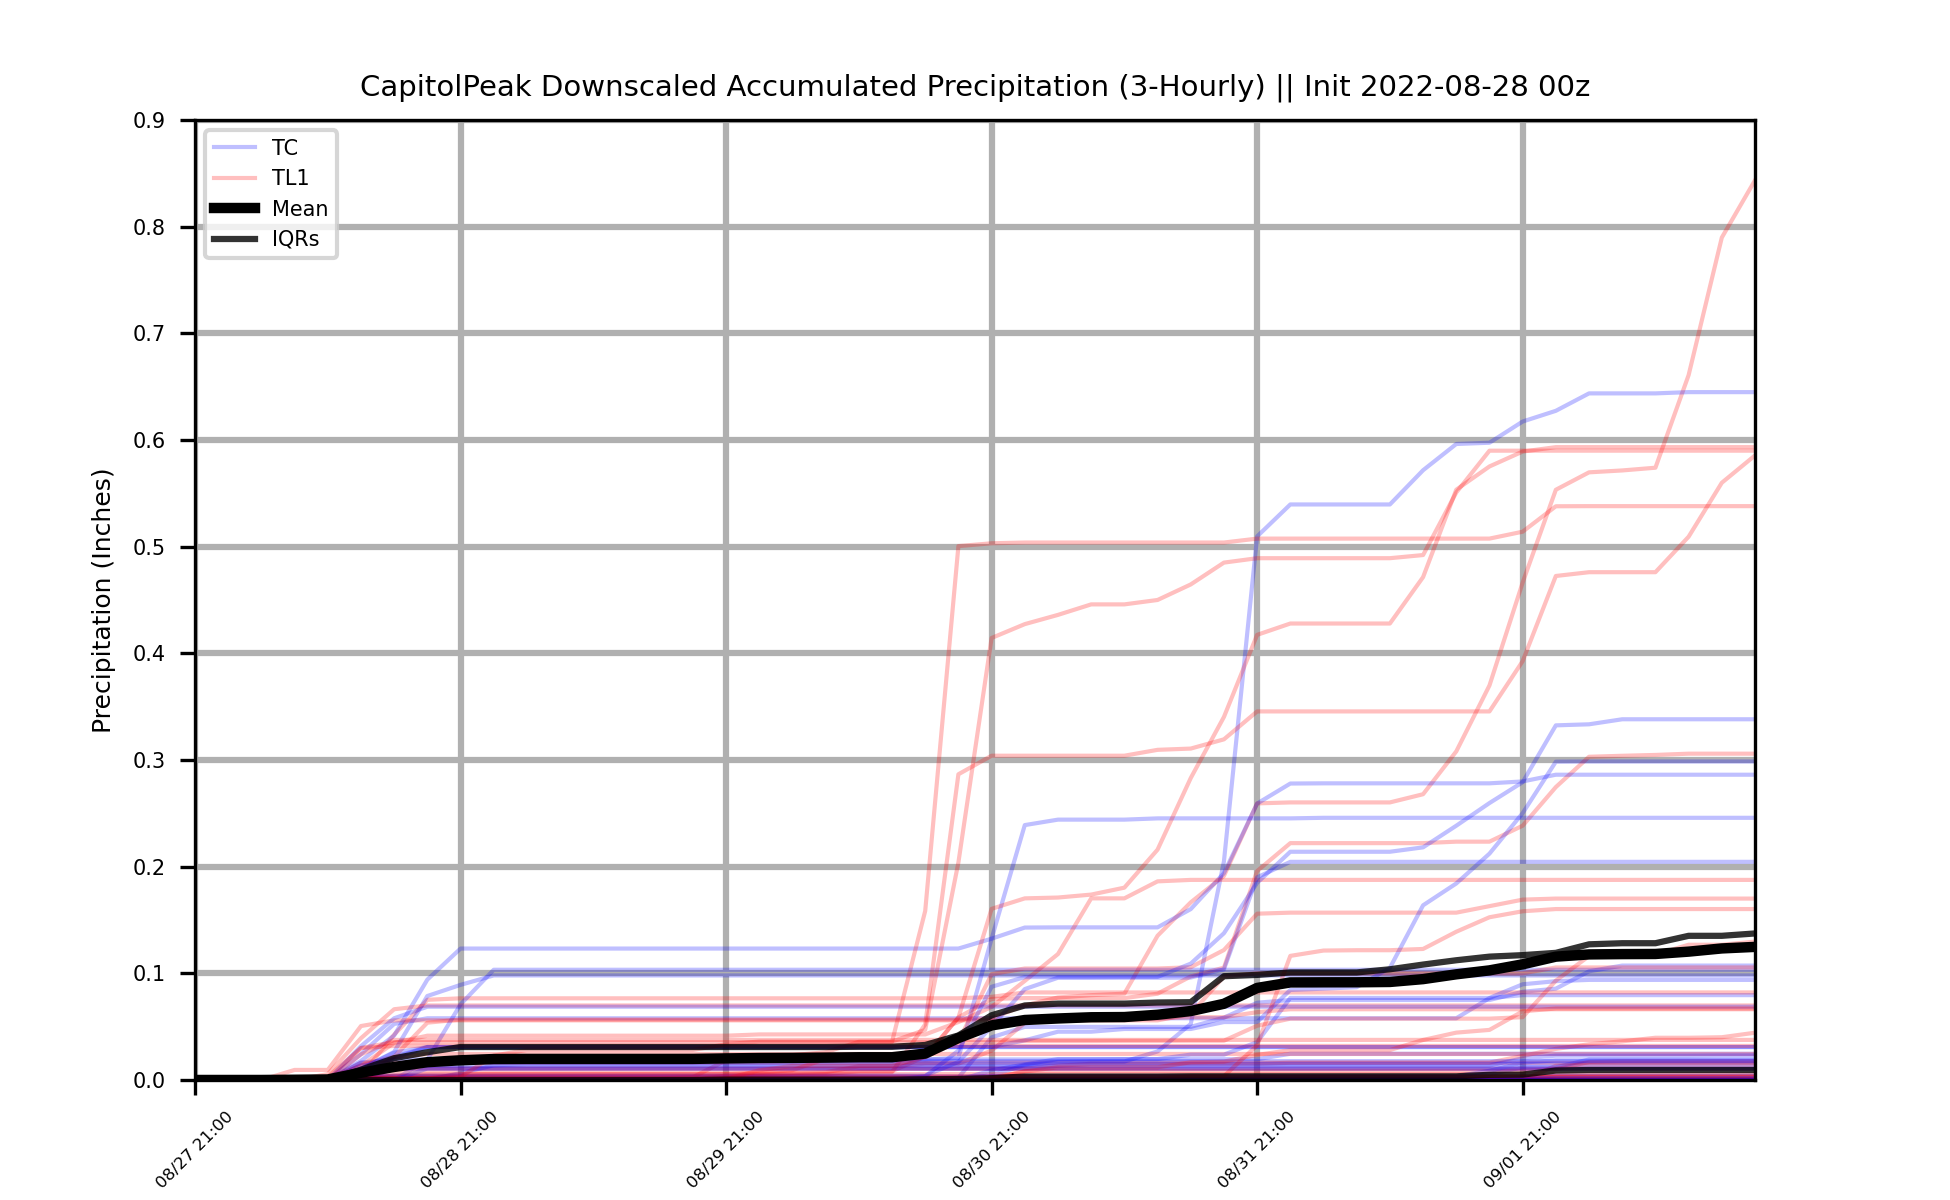 CapitolPeak Downscaled Accumulated Precipitation (3-Hourly) || Init 2022-08-28 00z
TC
TL1
Mean
IQRs
Precipitation (Inches)
0.9
0.8
0.7
0.6
0.5
0.4
0.3
0.2
0.1
0.0
08/27 21:00
08/28 21:00
08/29 21:00
08/30 21:00
08/31 21:00
09/01 21:00